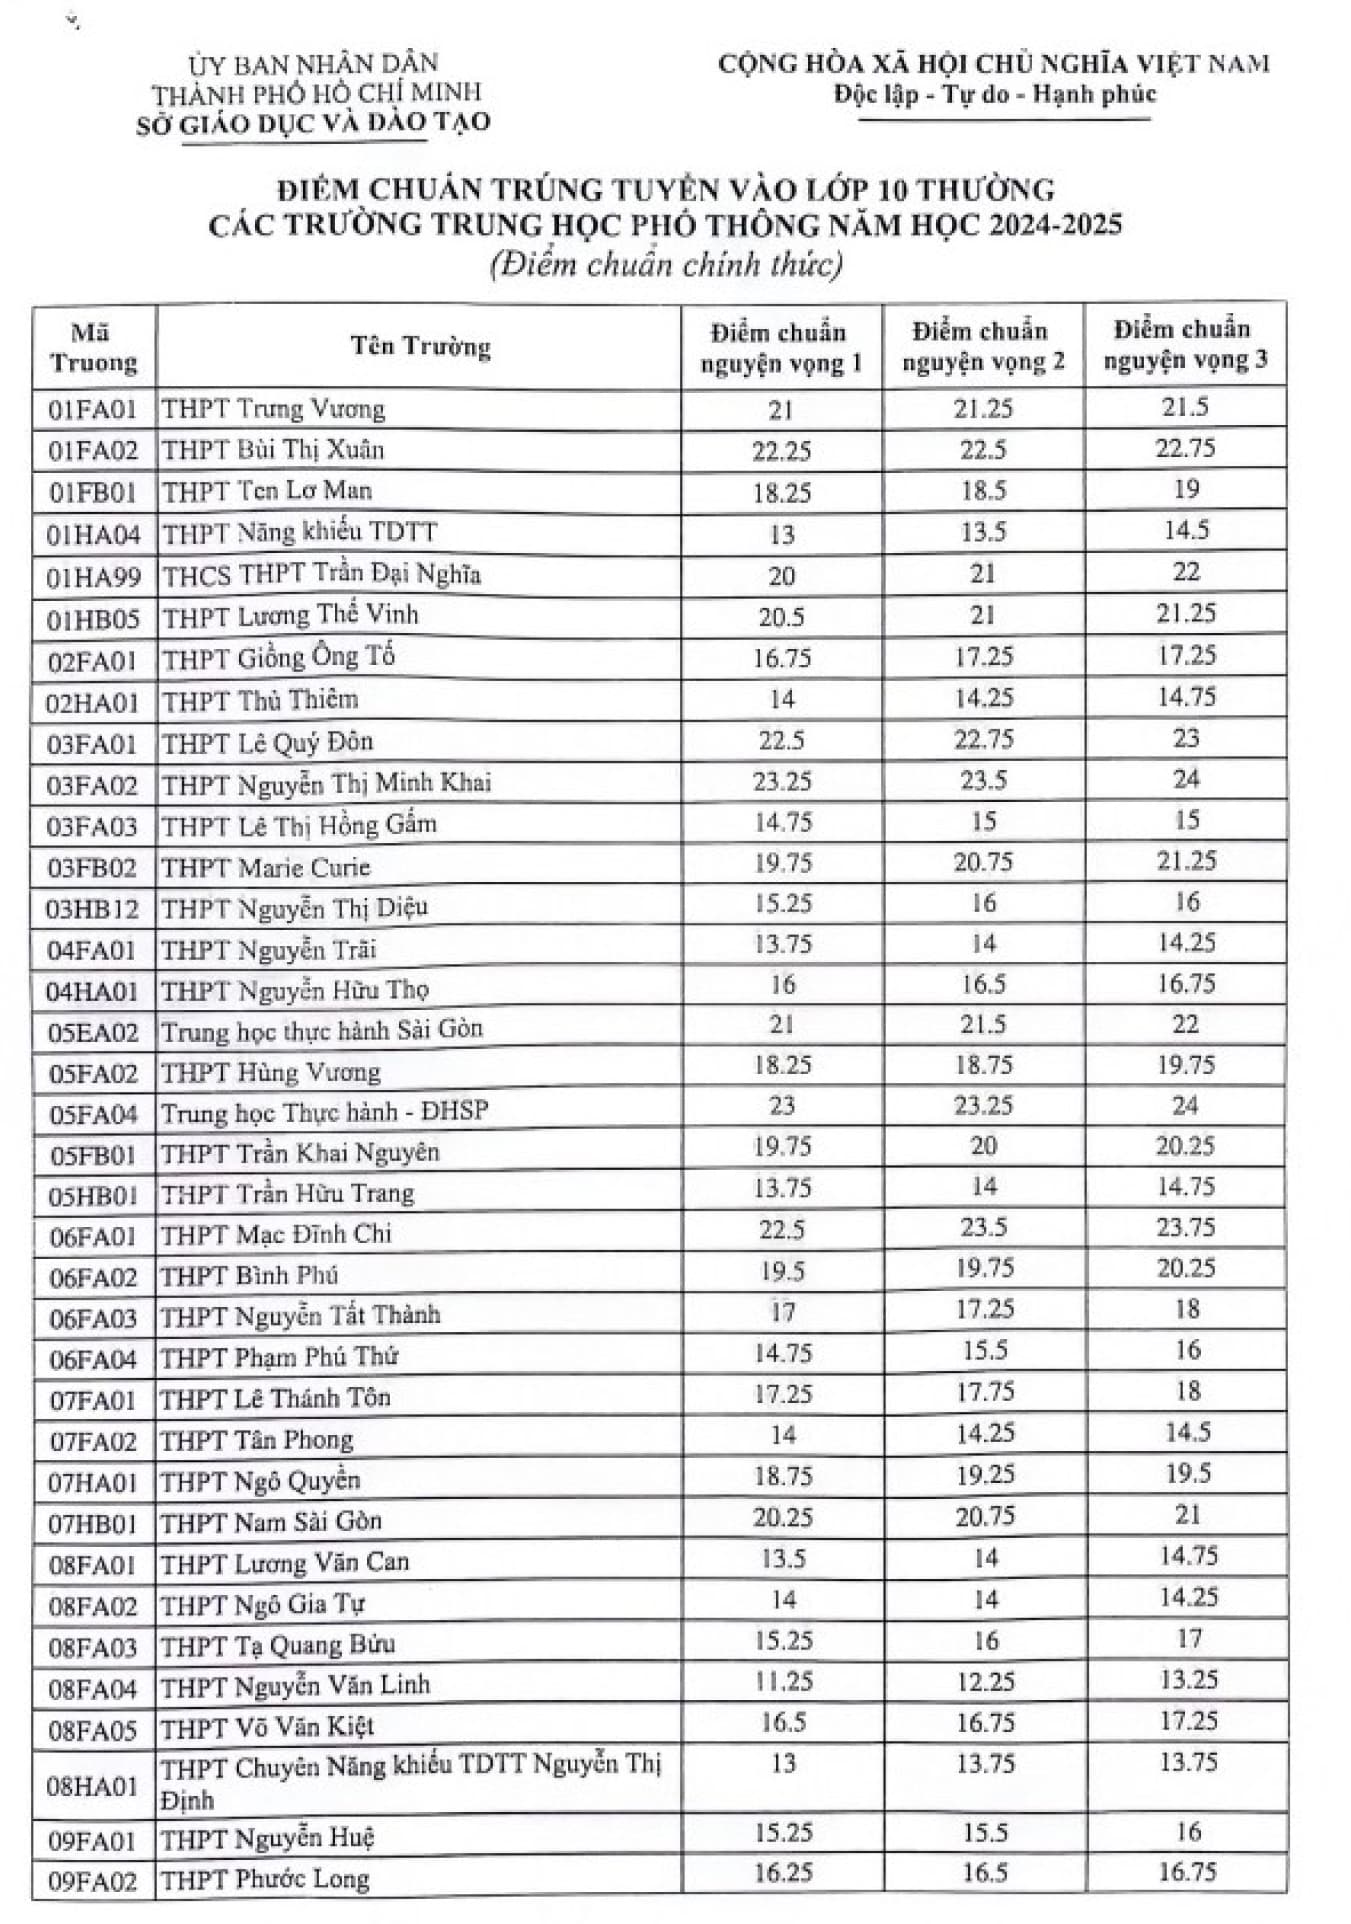 ỦY BAN NHÂN DÂN
THÀNH PHỐ HỒ CHÍ MINH
SỞ GIÁO DỤC VÀ ĐÀO TẠO
CỘNG HÒA XÃ HỘI CHỦ NGHĨA VIỆT NAM
Độc lập - Tự do - Hạnh phúc
ĐIỂM CHUẨN TRÚNG TUYỂN VÀO LỚP 10 THƯỜNG
CÁC TRƯỜNG TRUNG HỌC PHỔ THÔNG NĂM HỌC 2024-2025
(Điểm chuẩn chính thức)
Mã Truong Tên Trường Điểm chuẩn nguyện vọng 1 Điểm chuẩn nguyện vọng 2 Điểm chuẩn nguyện vọng 3
01FA01 THPT Trưng Vương 21 21.25 21.5
01FA02 THPT Bùi Thị Xuân 22.25 22.5 22.75
01FB01 THPT Ten Lơ Man 18.25 18.5 19
01HA04 THPT Năng khiếu TDTT 13 13.5 14.5
01HA99 THCS THPT Trần Đại Nghĩa 20 21 22
01HB05 THPT Lương Thế Vinh 20.5 21 21.25
02FA01 THPT Giồng Ông Tố 16.75 17.25 17.25
02HA01 THPT Thủ Thiêm 14 14.25 14.75
03FA01 THPT Lê Quý Đôn 22.5 22.75 23
03FA02 THPT Nguyễn Thị Minh Khai 23.25 23.5 24
03FA03 THPT Lê Thị Hồng Gấm 14.75 15 15
03FB02 THPT Marie Curie 19.75 20.75 21.25
03HB12 THPT Nguyễn Thị Diệu 15.25 16 16
04FA01 THPT Nguyễn Trãi 13.75 14 14.25
04HA01 THPT Nguyễn Hữu Thọ 16 16.5 16.75
05EA02 Trung học thực hành Sài Gòn 21 21.5 22
05FA02 THPT Hùng Vương 18.25 18.75 19.75
05FA04 Trung học Thực hành - ĐHSP 23 23.25 24
05FB01 THPT Trần Khai Nguyên 19.75 20 20.25
05HB01 THPT Trần Hữu Trang 13.75 14 14.75
06FA01 THPT Mạc Đĩnh Chi 22.5 23.5 23.75
06FA02 THPT Bình Phú 19.5 19.75 20.25
06FA03 THPT Nguyễn Tất Thành 17 17.25 18
06FA04 THPT Phạm Phú Thứ 14.75 15.5 16
07FA01 THPT Lê Thánh Tôn 17.25 17.75 18
07FA02 THPT Tân Phong 14 14.25 14.5
07HA01 THPT Ngô Quyền 18.75 19.25 19.5
07HB01 THPT Nam Sài Gòn 20.25 20.75 21
08FA01 THPT Lương Văn Can 13.5 14 14.75
08FA02 THPT Ngô Gia Tự 14 14 14.25
08FA03 THPT Tạ Quang Bửu 15.25 16 17
08FA04 THPT Nguyễn Văn Linh 11.25 12.25 13.25
08FA05 THPT Võ Văn Kiệt 16.5 16.75 17.25
08HA01 THPT Chuyên Năng khiếu TDTT Nguyễn Thị Định 13 13.75 13.75
09FA01 THPT Nguyễn Huệ 15.25 15.5 16
09FA02 THPT Phước Long 16.25 16.5 16.75